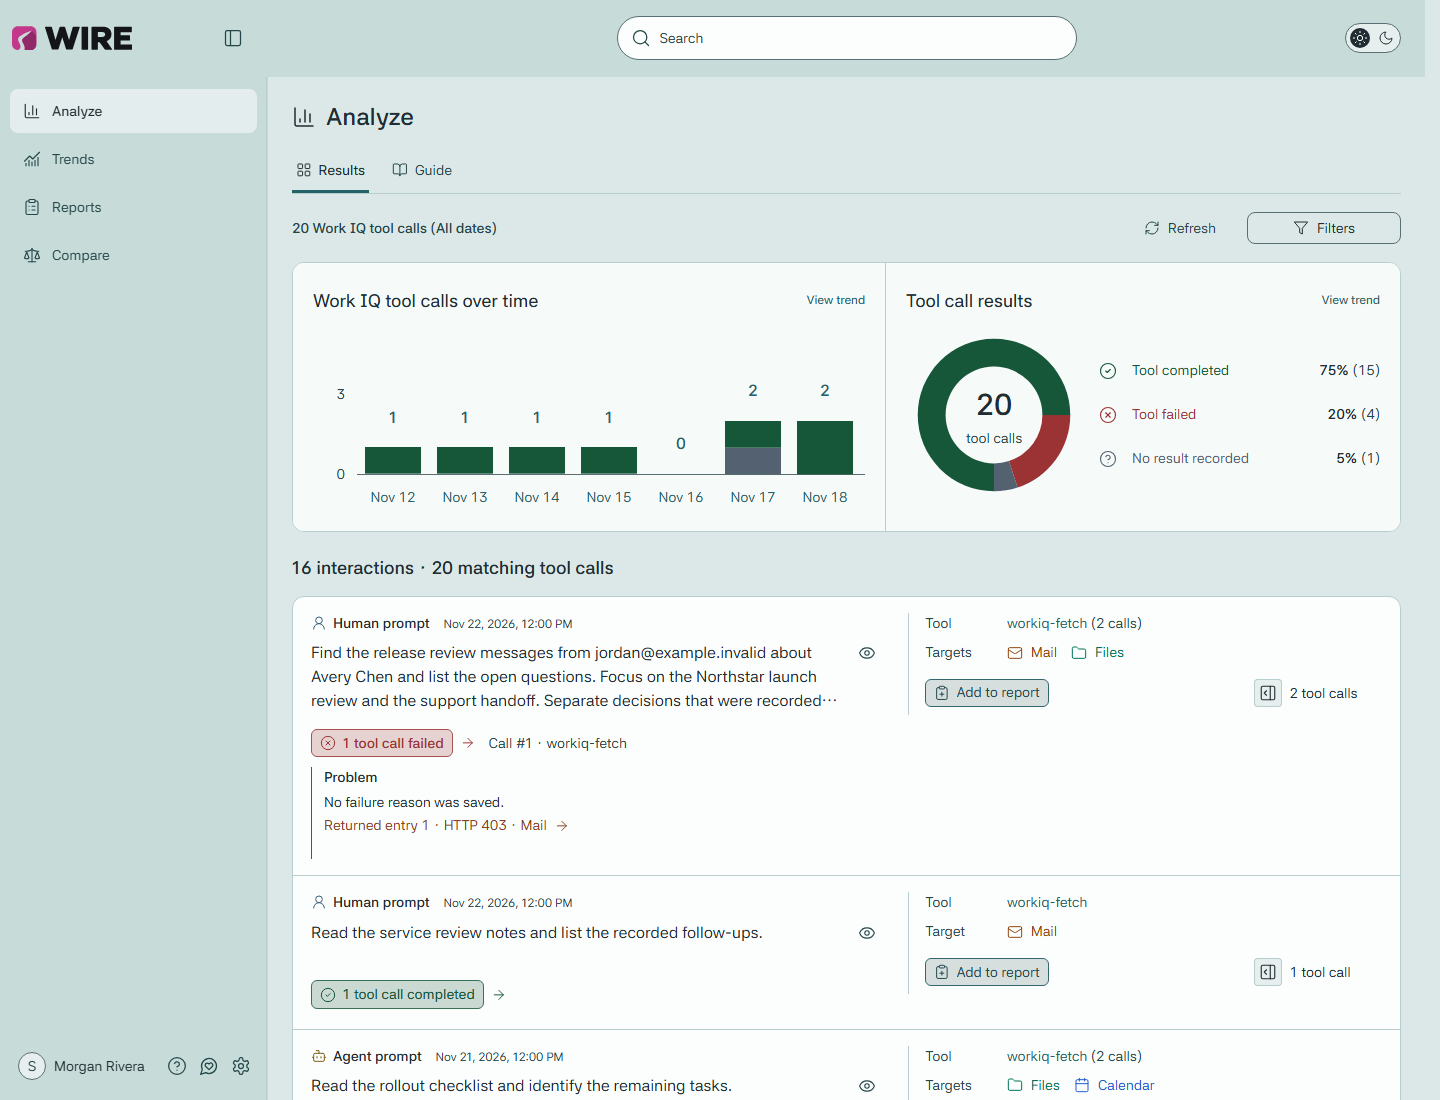 WIRE
Search
Analyze
Trends
Reports
Compare
Analyze
Results
Guide
20 Work IQ tool calls (All dates)
Refresh
Filters
Work IQ tool calls over time
View trend
3
0
1
1
1
1
0
2
2
Nov 12
Nov 13
Nov 14
Nov 15
Nov 16
Nov 17
Nov 18
Tool call results
View trend
20
tool calls
Tool completed 75% (15)
Tool failed 20% (4)
No result recorded 5% (1)
16 interactions · 20 matching tool calls
Human prompt Nov 22, 2026, 12:00 PM
Find the release review messages from jordan@example.invalid about
Avery Chen and list the open questions. Focus on the Northstar launch
review and the support handoff. Separate decisions that were recorded···
Tool workiq-fetch (2 calls)
Targets Mail Files
Add to report
2 tool calls
1 tool call failed
Call #1 · workiq-fetch
Problem
No failure reason was saved.
Returned entry 1 · HTTP 403 · Mail
Human prompt Nov 22, 2026, 12:00 PM
Read the service review notes and list the recorded follow-ups.
Tool workiq-fetch
Target Mail
Add to report
1 tool call
1 tool call completed
Agent prompt Nov 21, 2026, 12:00 PM
Read the rollout checklist and identify the remaining tasks.
Tool workiq-fetch (2 calls)
Targets Files Calendar
S
Morgan Rivera